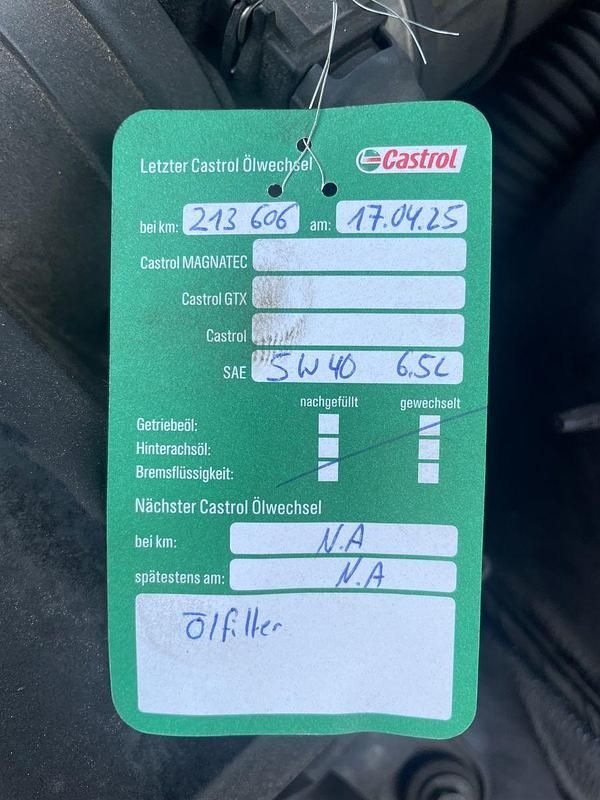 Letzter Castrol Ölwechsel
Castrol
bei km: 213 606 am: 17.04.25
Castrol MAGNATEC
Castrol GTX
Castrol
SAE 5W40 6,5L
nachgefüllt gewechselt
Getriebeöl:
Hinterachsöl:
Bremsflüssigkeit:
Nächster Castrol Ölwechsel
bei km: N.A
spätestens am: N.A
Ölfilter